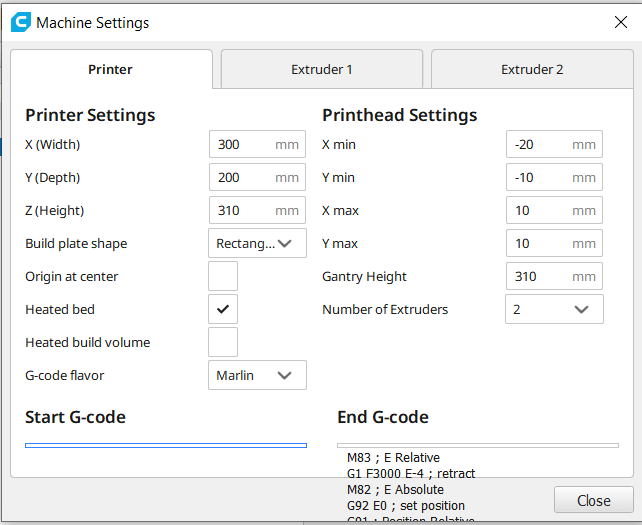 Machine Settings
Printer
Extruder 1
Extruder 2
Printer Settings
Printhead Settings
X (Width) 300 mm
X min -20 mm
Y (Depth) 200 mm
Y min -10 mm
Z (Height) 310 mm
X max 10 mm
Build plate shape Rectang...
Y max 10 mm
Origin at center
Gantry Height 310 mm
Heated bed
Number of Extruders 2
Heated build volume
G-code flavor Marlin
Start G-code
End G-code
M83 ; E Relative
G1 F3000 E-4 ; retract
M82 ; E Absolute
G92 E0 ; set position
G91 ; Position Relative
Close